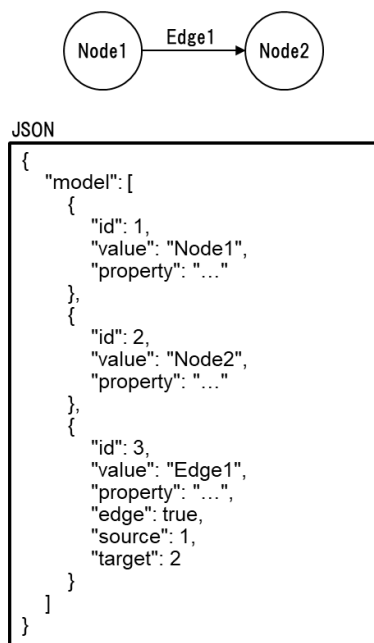 Node1 Edge1 Node2
JSON
{
"model": [
{
"id": 1,
"value": "Node1",
"property": "…"
},
{
"id": 2,
"value": "Node2",
"property": "…"
},
{
"id": 3,
"value": "Edge1",
"property": "…",
"edge": true,
"source": 1,
"target": 2
}
]
}